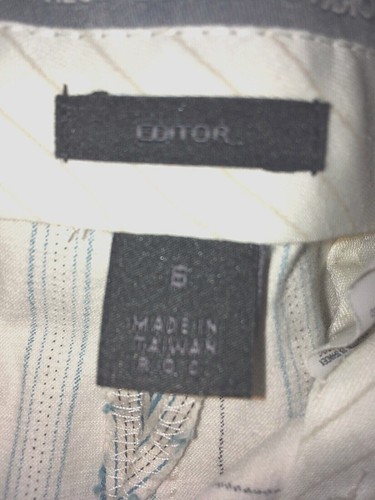 EDITOR
6
MADE IN
TAIWAN
R.O.C.